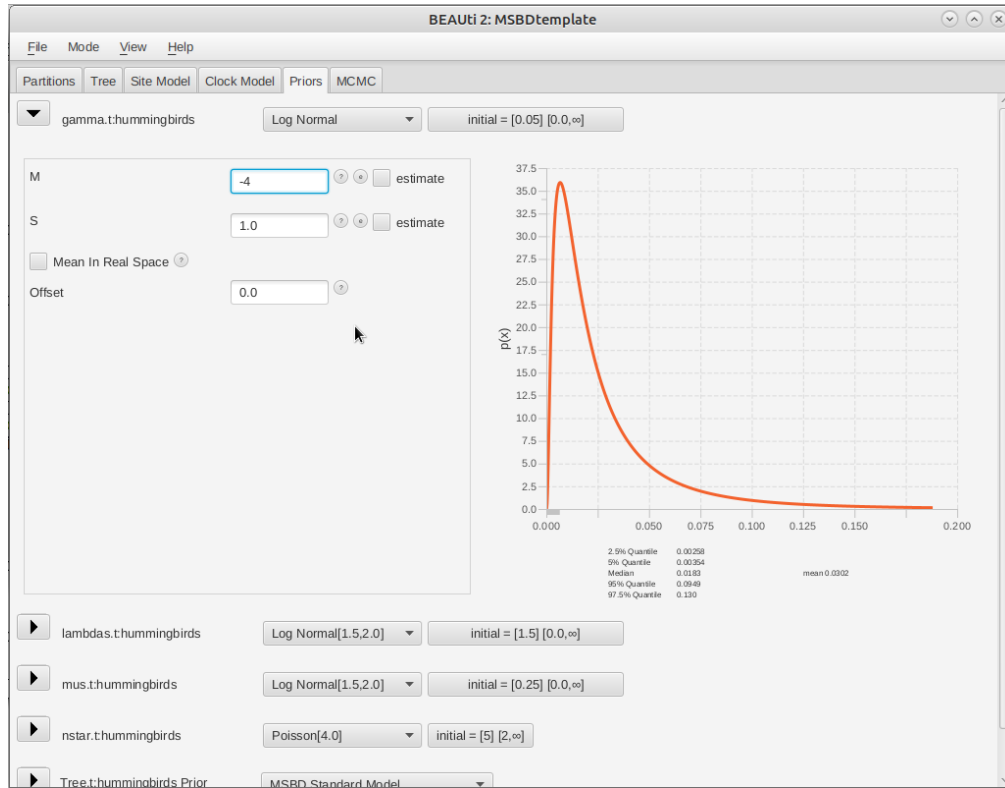 BEAUti 2: MSBDtemplate
File Mode View Help
Partitions Tree Site Model Clock Model Priors MCMC
gamma.t:hummingbirds Log Normal initial = [0.05] [0.0,∞]
M -4 ? e estimate
S 1.0 ? e estimate
Mean In Real Space ?
Offset 0.0 ?
37.5
35.0
32.5
30.0
27.5
25.0
22.5
20.0
17.5
15.0
12.5
10.0
7.5
5.0
2.5
0.0
p(x)
0.000 0.050 0.075 0.100 0.125 0.150 0.200
2.5% Quantile 0.00258
5% Quantile 0.00354
Median 0.0183 mean 0.0302
95% Quantile 0.0949
97.5% Quantile 0.130
lambdas.t:hummingbirds Log Normal[1.5,2.0] initial = [1.5] [0.0,∞]
mus.t:hummingbirds Log Normal[1.5,2.0] initial = [0.25] [0.0,∞]
nstar.t:hummingbirds Poisson[4.0] initial = [5] [2,∞]
Tree.t:hummingbirds Prior MSBD Standard Model